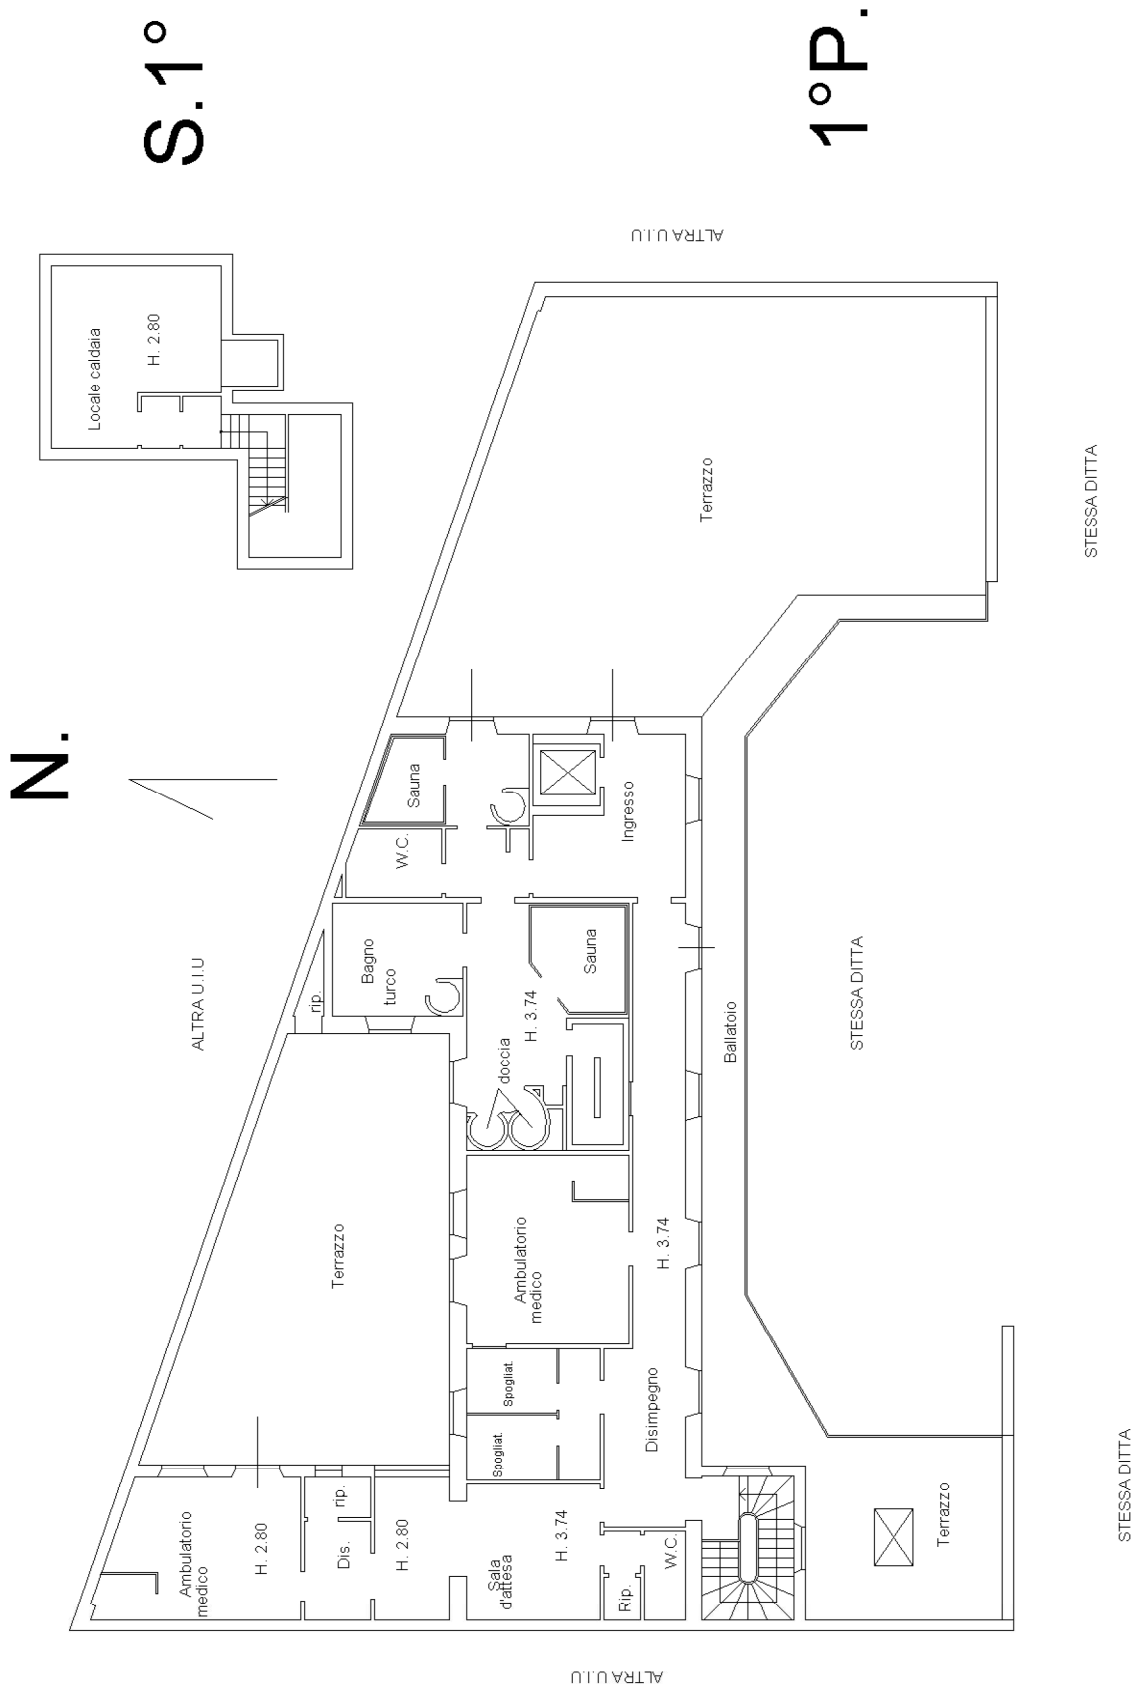 S.1°
1°P.
N.
Locale caldaia
H. 2.80
ALTRA U.I.U
Terrazzo
STESSA DITTA
Sauna
W.C.
Ingresso
Bagno
turco
Sauna
rip.
H. 3.74
doccia
ALTRA U.I.U
Ballatoio
STESSA DITTA
Terrazzo
Ambulatorio
medico
H. 3.74
Spogliat.
Spogliat.
Disimpegno
Ambulatorio
medico
H. 2.80
rip.
Dis.
H. 2.80
Sala
d'attesa
H. 3.74
Rip.
W.C.
Terrazzo
STESSA DITTA
ALTRA U.I.U